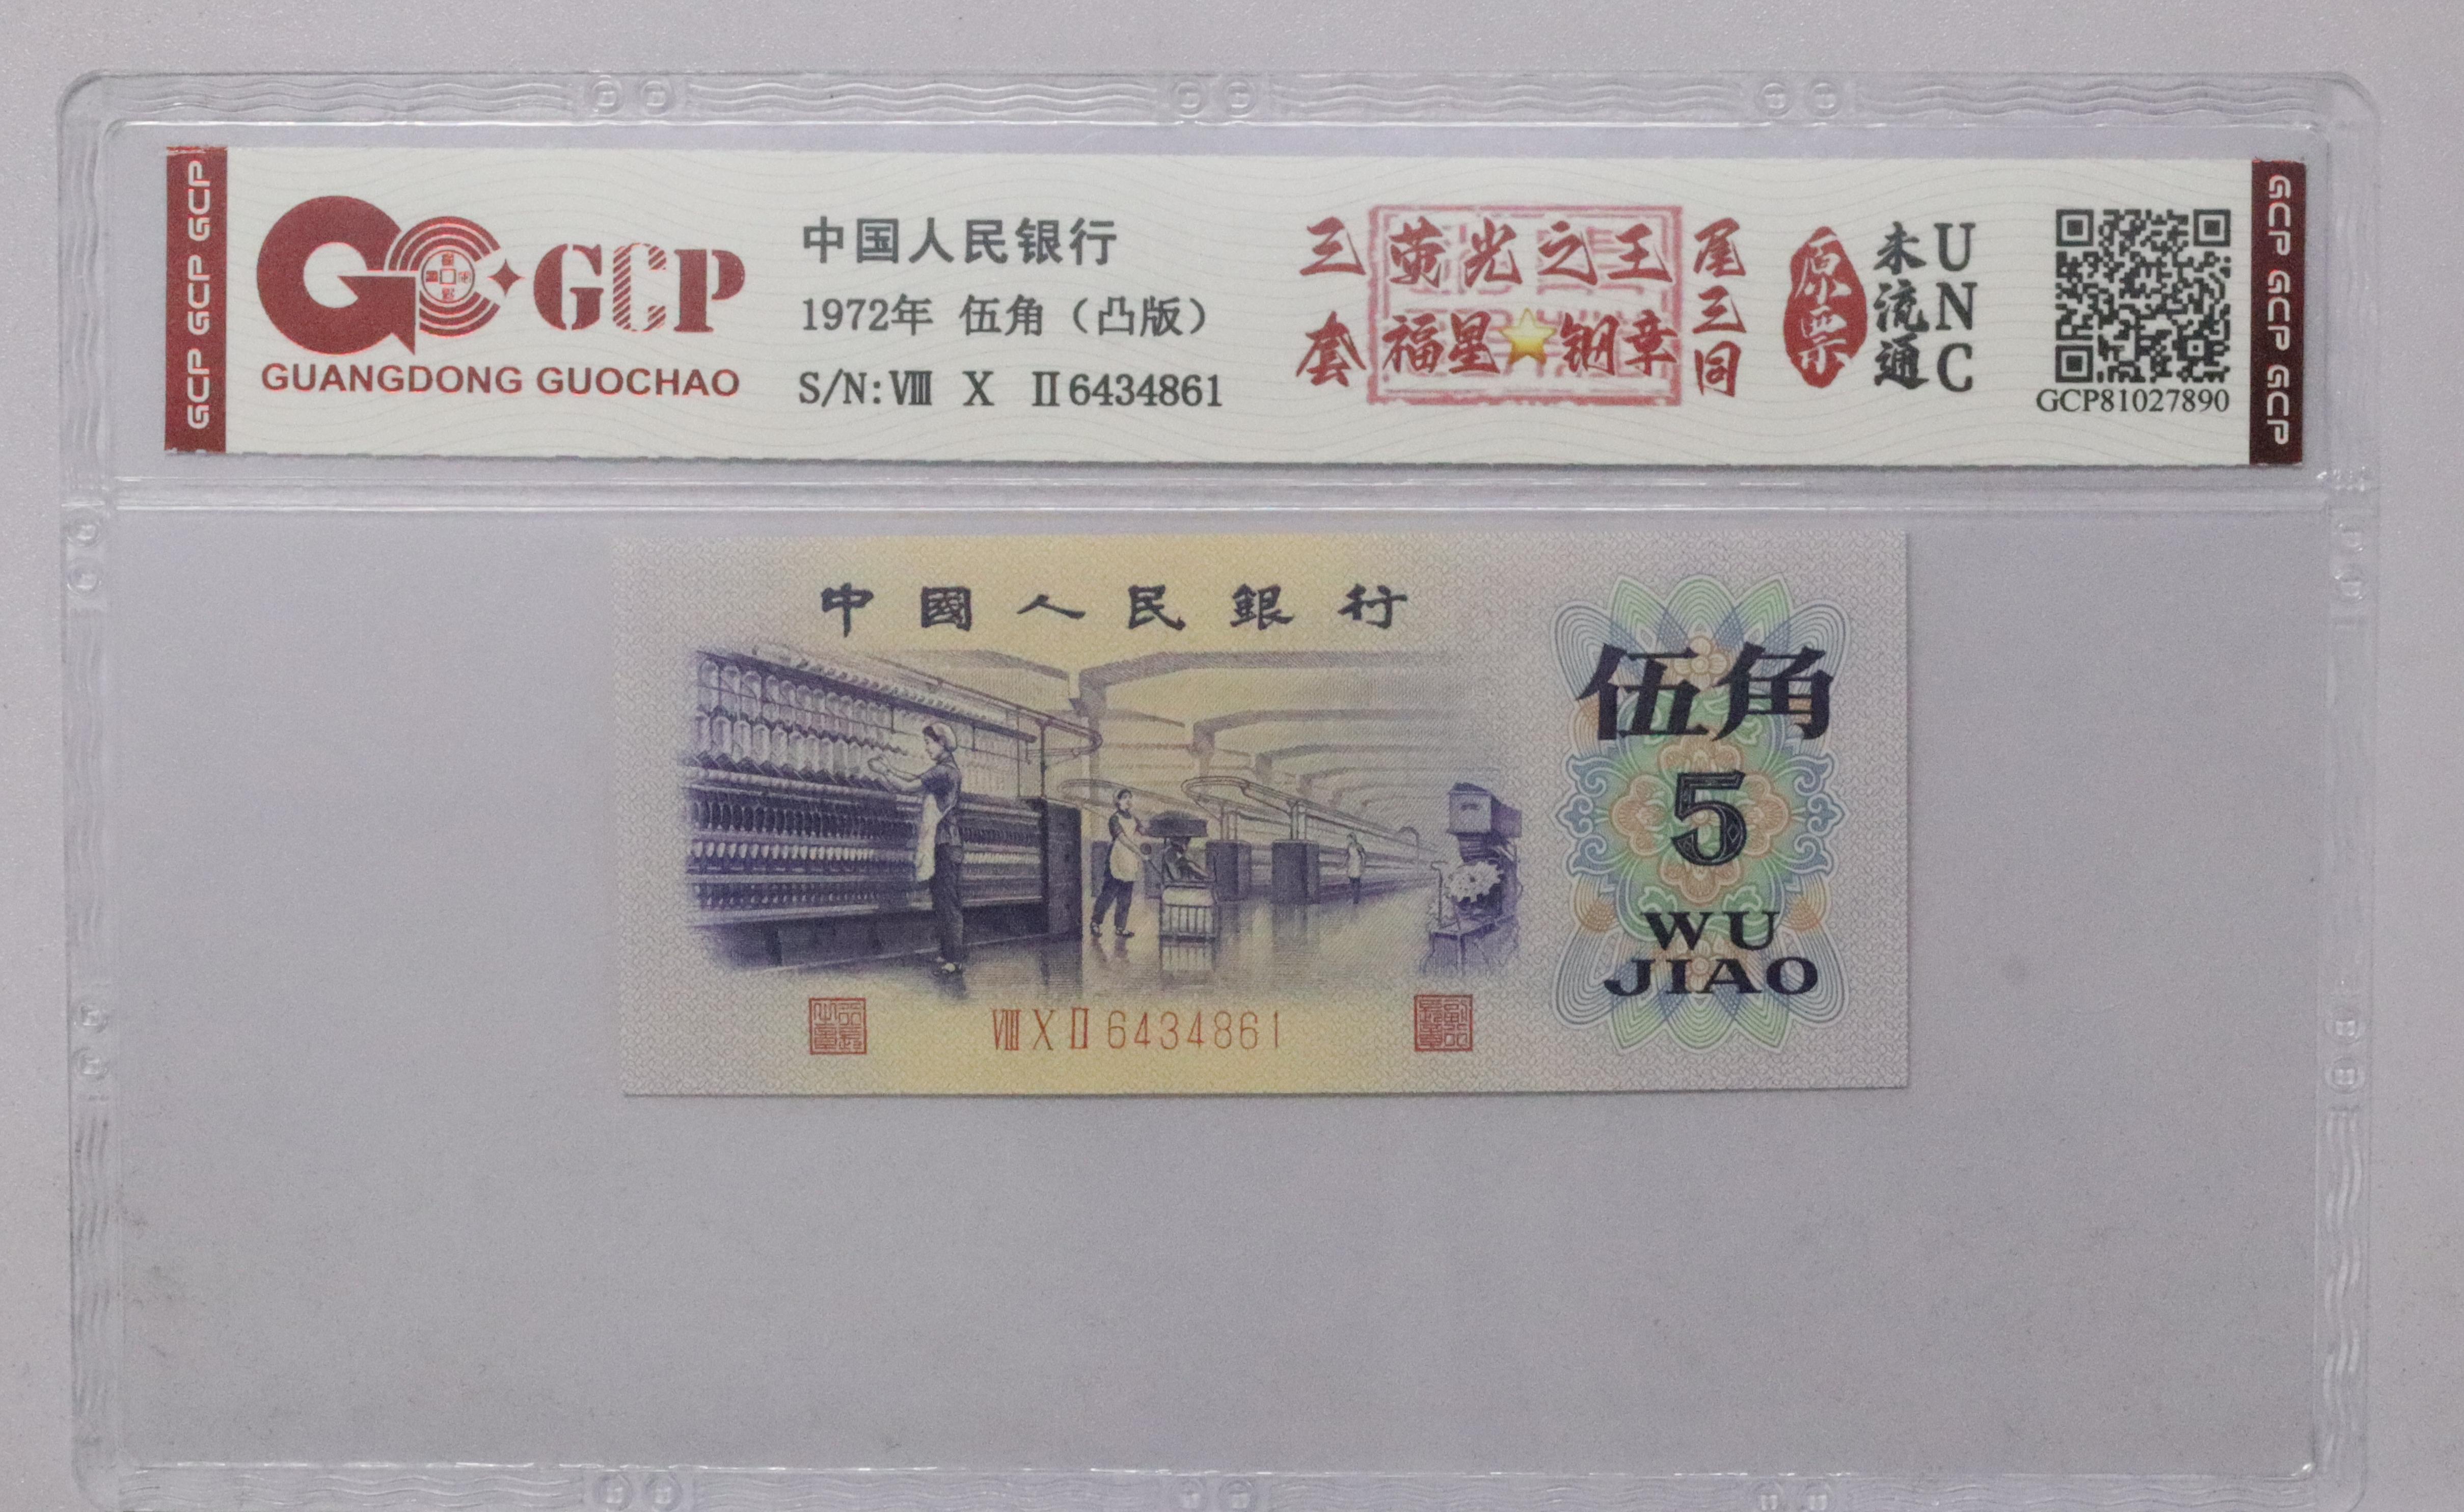 GCP GCP GCP
GCP
GUANGDONG GUOCHAO
中国人民银行
1972年 伍角（凸版）
S/N:Ⅷ Ⅹ Ⅱ6434861
三套
荧光之王
福星⭐钢章
尾三同
原票
未流通
UNC
GCP81027890
GCP GCP GCP
中國人民銀行
伍角
5
WU
JIAO
ⅧⅩⅡ6434861